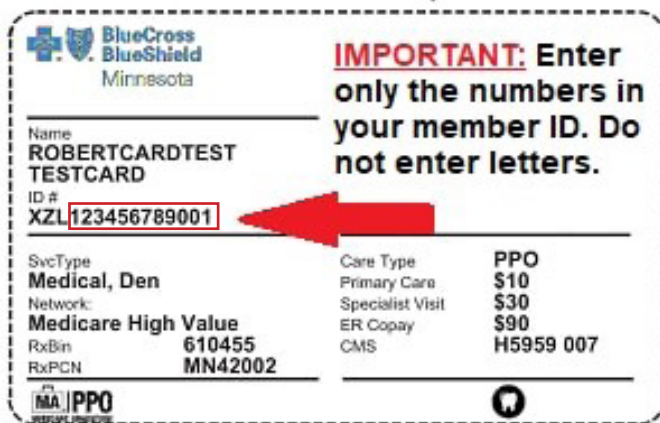 BlueCross
BlueShield
Minnesota
IMPORTANT: Enter
only the numbers in
your member ID. Do
not enter letters.
Name
ROBERTCARDTEST
TESTCARD
ID #
XZL123456789001
SvcType
Medical, Den
Network:
Medicare High Value
RxBin 610455
RxPCN MN42002
Care Type PPO
Primary Care $10
Specialist Visit $30
ER Copay $90
CMS H5959 007
MA PPO